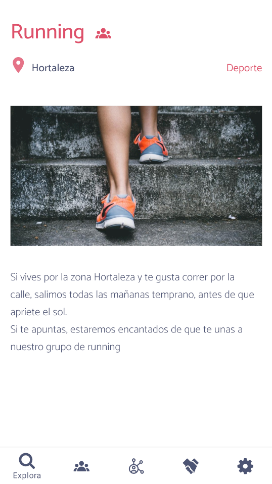 Running
Hortaleza
Deporte
Si vives por la zona Hortaleza y te gusta correr por la
calle, salimos todas las mañanas temprano, antes de que
apriete el sol.
Si te apuntas, estaremos encantados de que te unas a
nuestro grupo de running
Explora